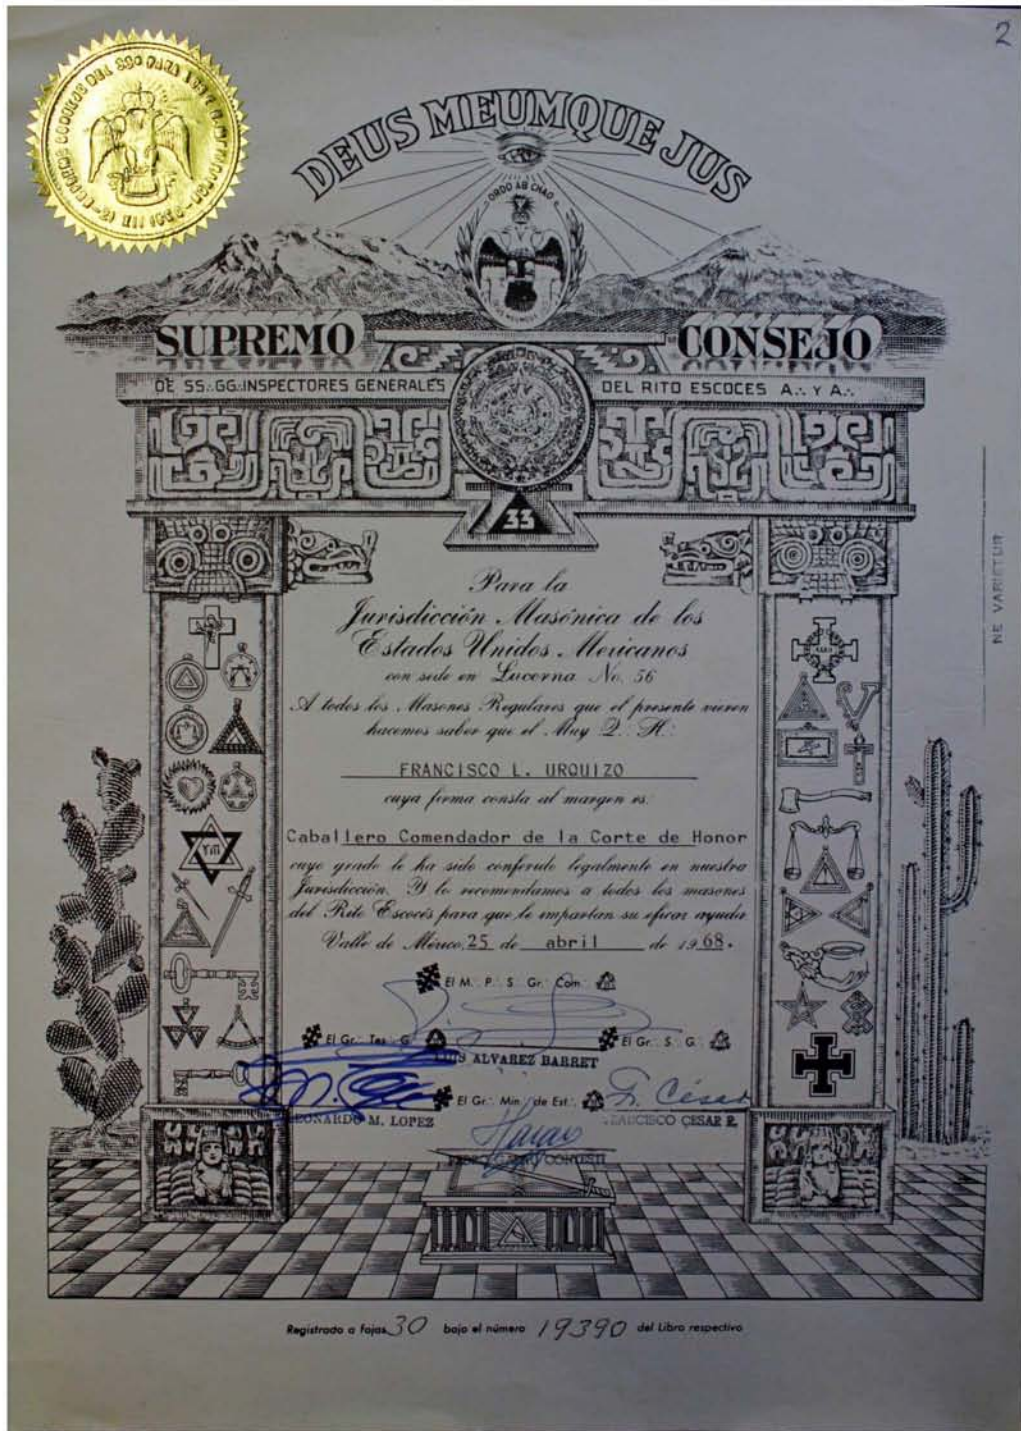 2
DEUS MEUMQUE JUS
ORDO AB CHAO
SUPREMO CONSEJO
DE SS∴ GG∴ INSPECTORES GENERALES DEL RITO ESCOCES A∴ Y A∴
33
Para la
Jurisdicción Masónica de los
Estados Unidos Mexicanos
con sede en Lucerna No. 56
A todos los Masones Regulares que el presente vieren
hacemos saber que el Muy Q∴ H∴
FRANCISCO L. URQUIZO
cuya firma consta al margen es:
Caballero Comendador de la Corte de Honor
cuyo grado le ha sido conferido legalmente en nuestra
Jurisdicción. Y lo recomendamos a todos los masones
del Rito Escocés para que le impartan su eficaz ayuda
Valle de México, 25 de abril de 1968.
El M∴ P∴ S∴ Gr∴ Com∴
El Gr∴ Tes∴ G∴ El Gr∴ S∴ G∴
LUIS ALVAREZ BARRET
El Gr∴ Min∴ de Est∴ F. César
LEONARDO M. LOPEZ FRANCISCO CESAR R.
NE VARIETUR
Registrado a fojas 30 bajo el número 19390 del Libro respectivo